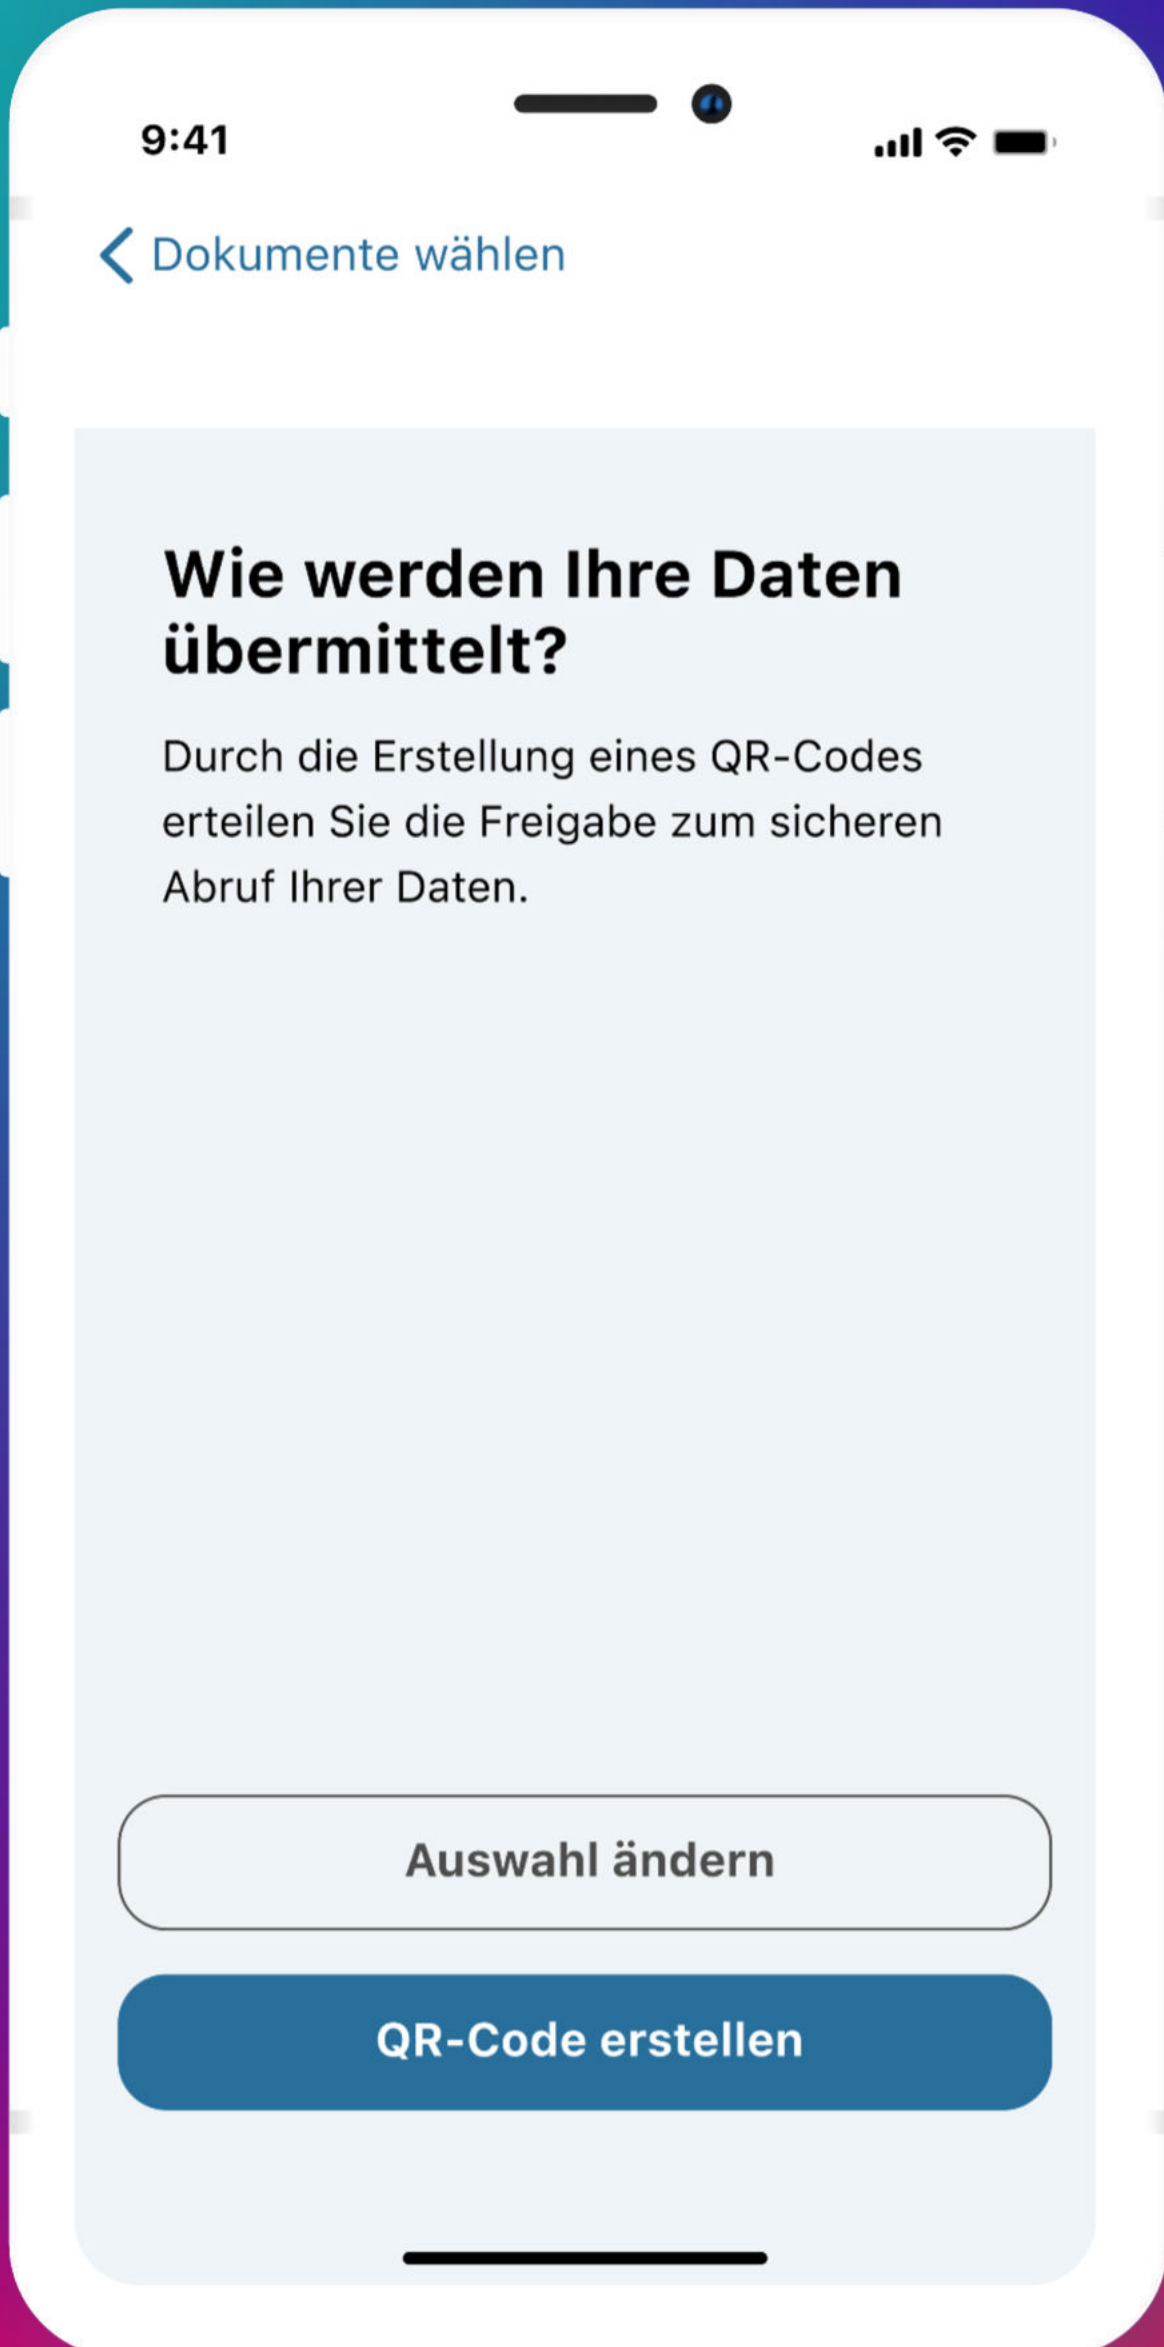 9:41
Dokumente wählen
Wie werden Ihre Daten
übermittelt?
Durch die Erstellung eines QR-Codes
erteilen Sie die Freigabe zum sicheren
Abruf Ihrer Daten.
Auswahl ändern
QR-Code erstellen